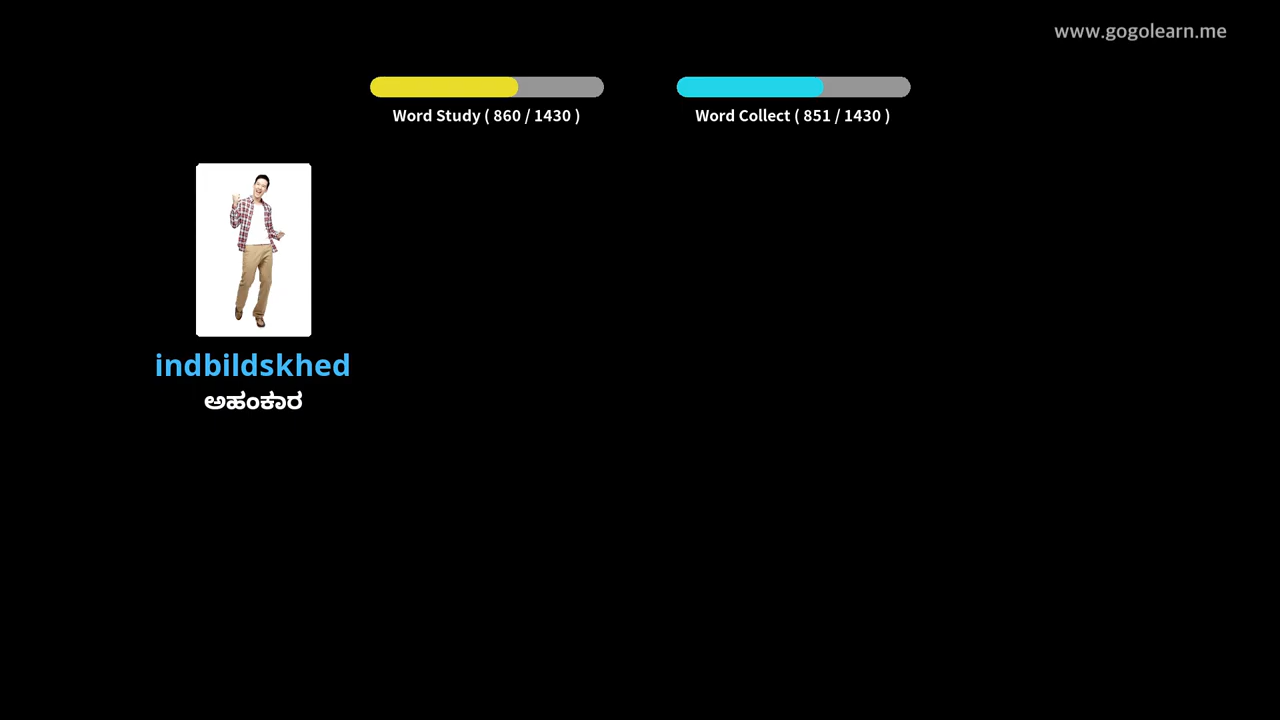 www.gogolearn.me
Word Study ( 860 / 1430 )
Word Collect ( 851 / 1430 )
indbildskhed
ಅಹಂಕಾರ